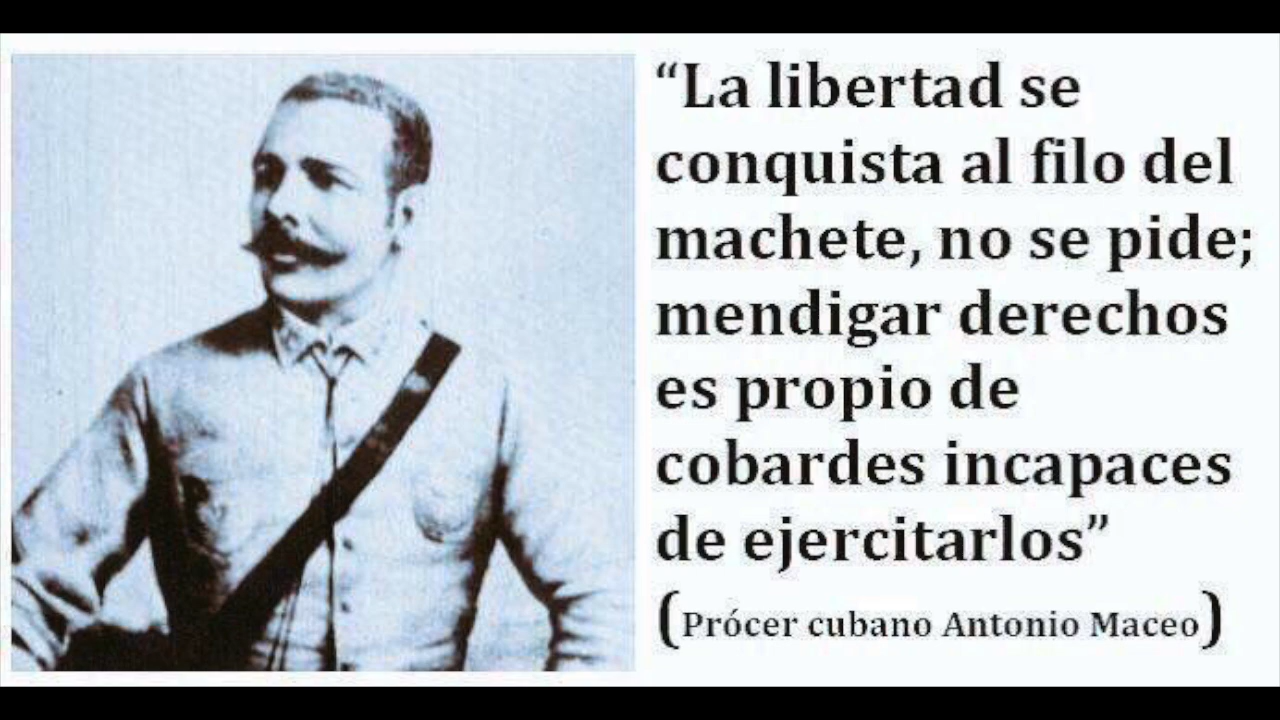 “La libertad se
conquista al filo del
machete, no se pide;
mendigar derechos
es propio de
cobardes incapaces
de ejercitarlos”
(Prócer cubano Antonio Maceo)